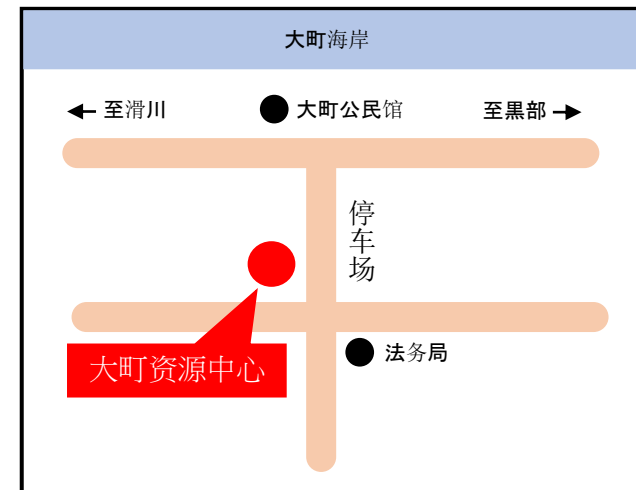 大町海岸
至滑川
大町公民馆
至黒部
停车场
大町资源中心
法务局